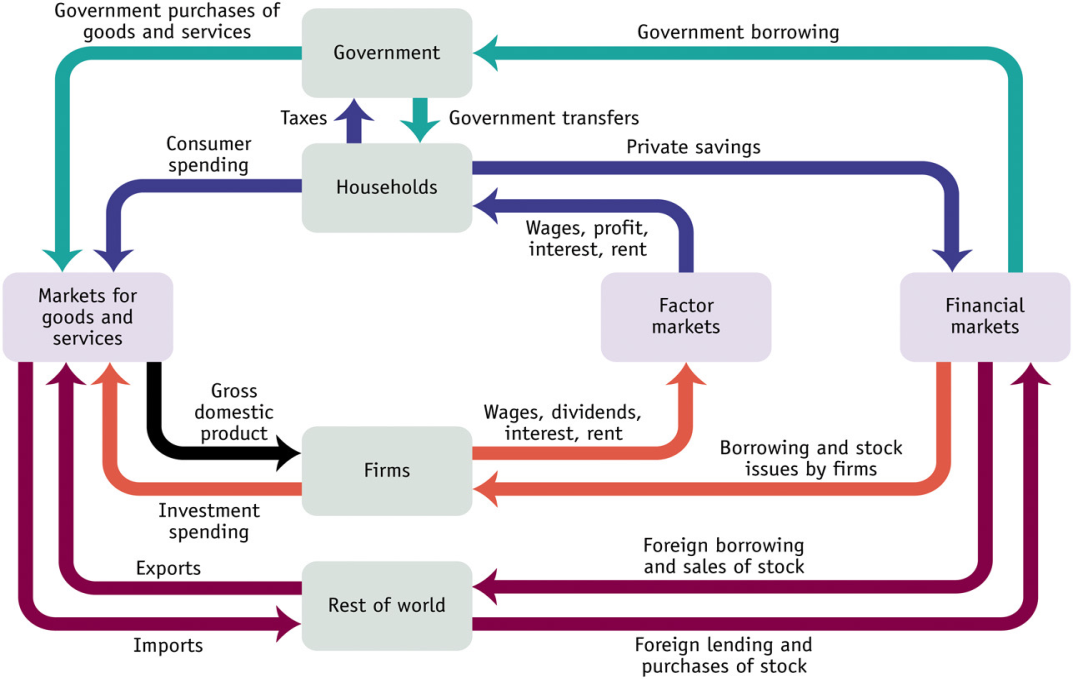 Government purchases of
goods and services
Government
Government borrowing
Taxes
Government transfers
Consumer
spending
Private savings
Households
Wages, profit,
interest, rent
Markets for
goods and
services
Factor
markets
Financial
markets
Gross
domestic
product
Wages, dividends,
interest, rent
Borrowing and stock
issues by firms
Firms
Investment
spending
Foreign borrowing
and sales of stock
Exports
Rest of world
Imports
Foreign lending and
purchases of stock